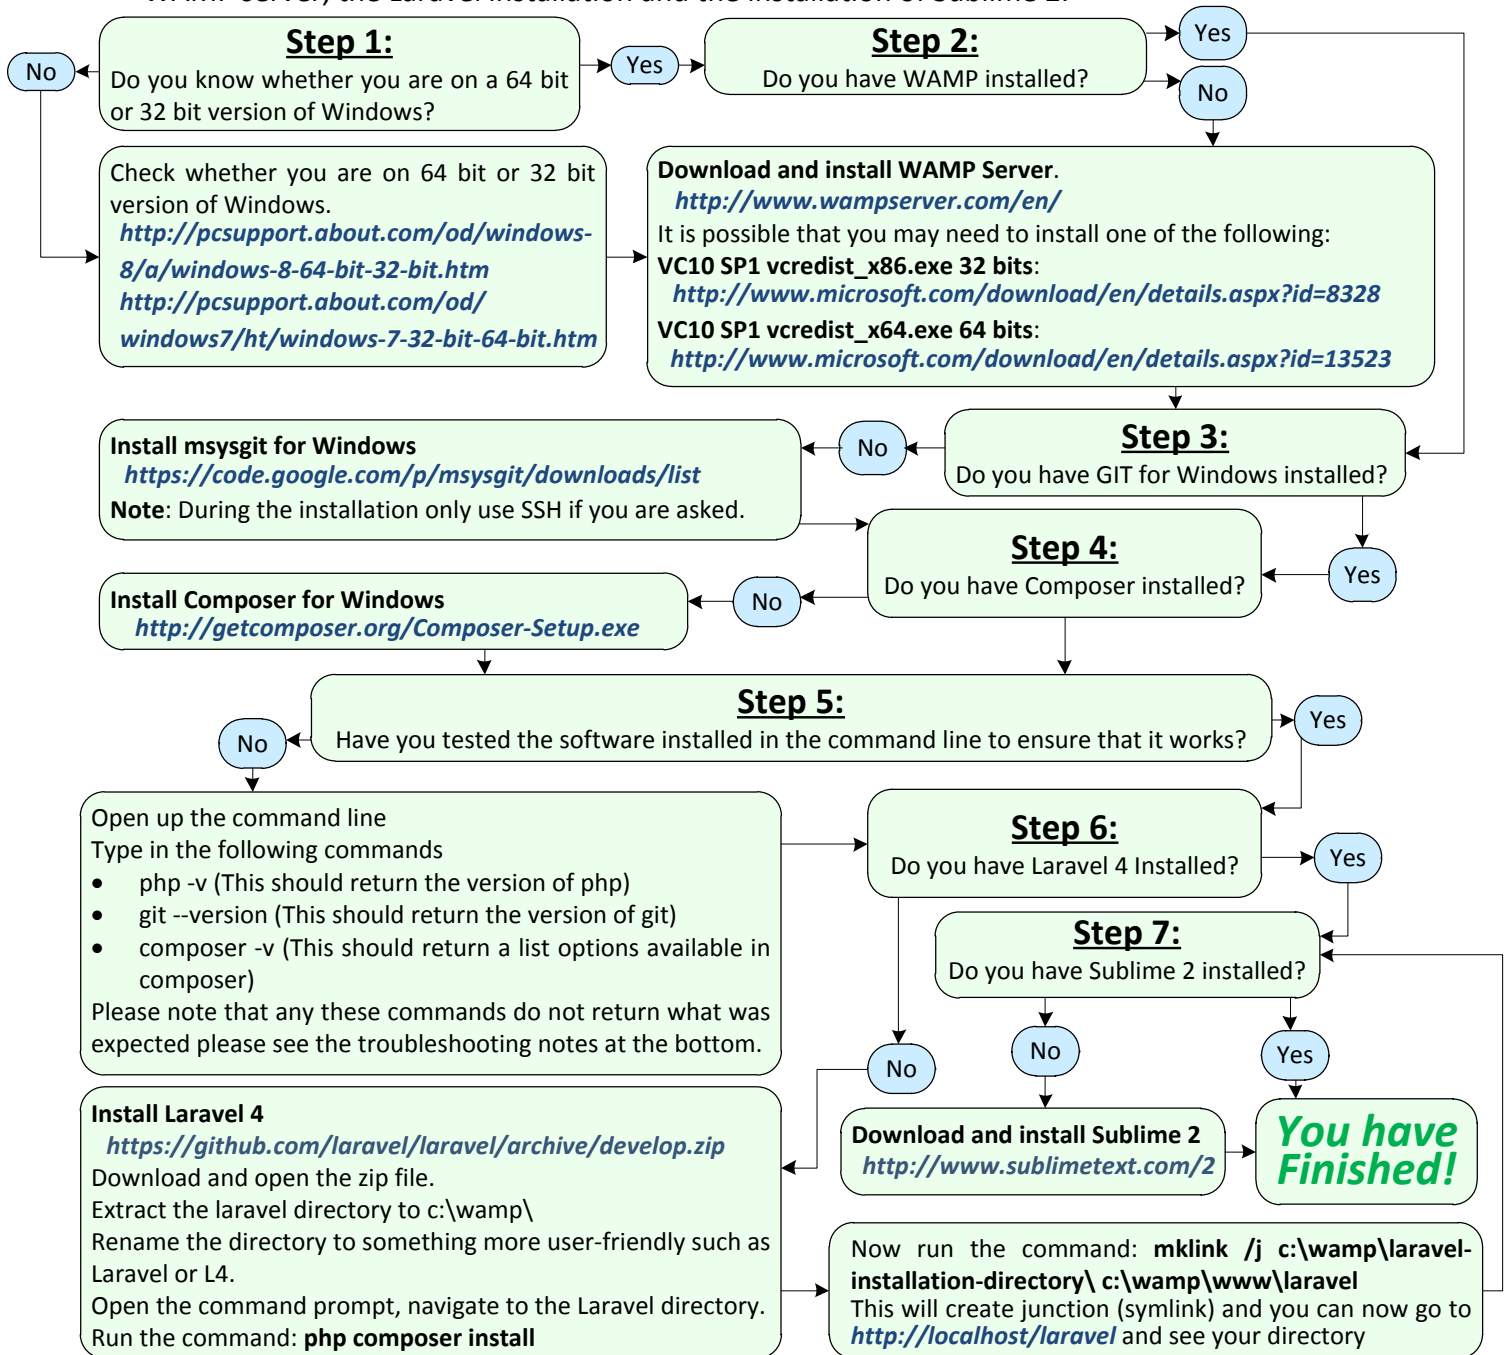 WAMP server, the Laravel installation and the installation of Sublime 2.
Step 1:
Do you know whether you are on a 64 bit
or 32 bit version of Windows?
No
Yes
Step 2:
Do you have WAMP installed?
Yes
No
Check whether you are on 64 bit or 32 bit
version of Windows.
http://pcsupport.about.com/od/windows-
8/a/windows-8-64-bit-32-bit.htm
http://pcsupport.about.com/od/
windows7/ht/windows-7-32-bit-64-bit.htm
Download and install WAMP Server.
http://www.wampserver.com/en/
It is possible that you may need to install one of the following:
VC10 SP1 vcredist_x86.exe 32 bits:
http://www.microsoft.com/download/en/details.aspx?id=8328
VC10 SP1 vcredist_x64.exe 64 bits:
http://www.microsoft.com/download/en/details.aspx?id=13523
Step 3:
Do you have GIT for Windows installed?
No
Yes
Install msysgit for Windows
https://code.google.com/p/msysgit/downloads/list
Note: During the installation only use SSH if you are asked.
Step 4:
Do you have Composer installed?
No
Install Composer for Windows
http://getcomposer.org/Composer-Setup.exe
Step 5:
Have you tested the software installed in the command line to ensure that it works?
No
Yes
Open up the command line
Type in the following commands
• php -v (This should return the version of php)
• git --version (This should return the version of git)
• composer -v (This should return a list options available in
composer)
Please note that any these commands do not return what was
expected please see the troubleshooting notes at the bottom.
Step 6:
Do you have Laravel 4 Installed?
Yes
No
Step 7:
Do you have Sublime 2 installed?
No
Yes
Install Laravel 4
https://github.com/laravel/laravel/archive/develop.zip
Download and open the zip file.
Extract the laravel directory to c:\wamp\
Rename the directory to something more user-friendly such as
Laravel or L4.
Open the command prompt, navigate to the Laravel directory.
Run the command: php composer install
Download and install Sublime 2
http://www.sublimetext.com/2
You have
Finished!
Now run the command: mklink /j c:\wamp\laravel-
installation-directory\ c:\wamp\www\laravel
This will create junction (symlink) and you can now go to
http://localhost/laravel and see your directory